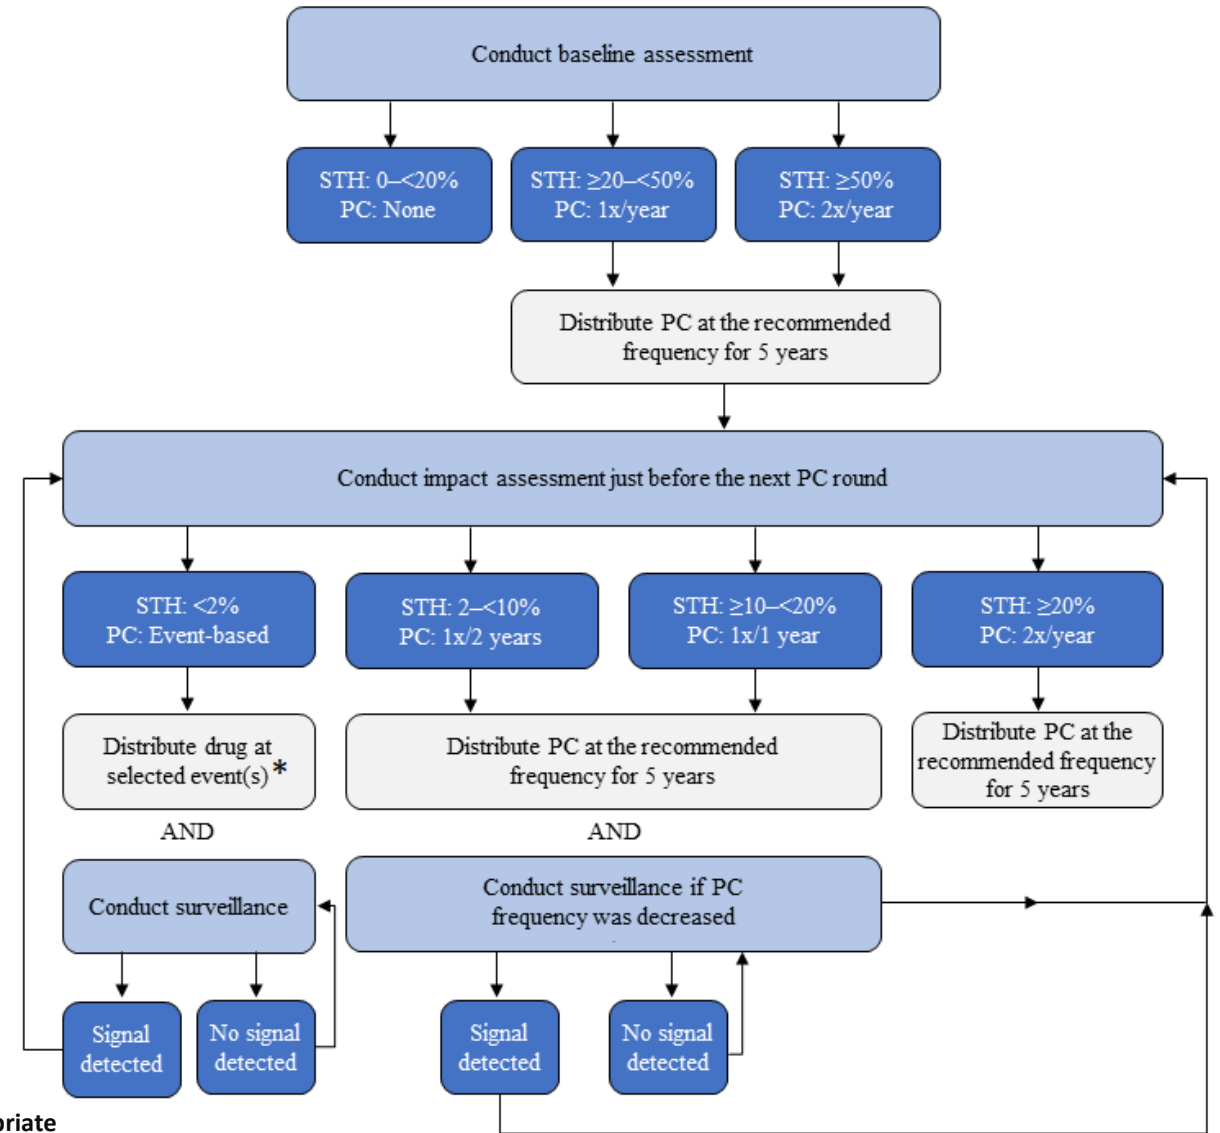 Conduct baseline assessment
STH: 0–<20%
PC: None
STH: ≥20–<50%
PC: 1x/year
STH: ≥50%
PC: 2x/year
Distribute PC at the recommended
frequency for 5 years
Conduct impact assessment just before the next PC round
STH: <2%
PC: Event-based
STH: 2–<10%
PC: 1x/2 years
STH: ≥10–<20%
PC: 1x/1 year
STH: ≥20%
PC: 2x/year
Distribute drug at
selected event(s)*
Distribute PC at the recommended
frequency for 5 years
Distribute PC at the
recommended frequency
for 5 years
AND
AND
Conduct surveillance
Conduct surveillance if PC
frequency was decreased
Signal
detected
No signal
detected
Signal
detected
No signal
detected